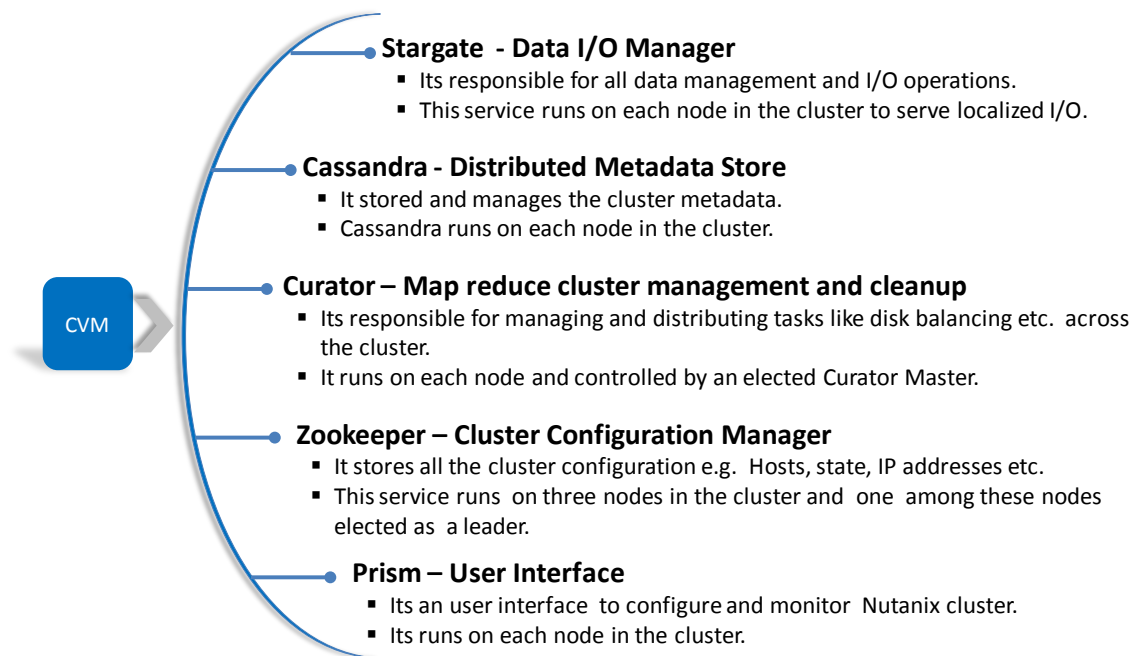 Stargate - Data I/O Manager
▪ Its responsible for all data management and I/O operations.
▪ This service runs on each node in the cluster to serve localized I/O.
Cassandra - Distributed Metadata Store
▪ It stored and manages the cluster metadata.
▪ Cassandra runs on each node in the cluster.
CVM
Curator – Map reduce cluster management and cleanup
▪ Its responsible for managing and distributing tasks like disk balancing etc. across
the cluster.
▪ It runs on each node and controlled by an elected Curator Master.
Zookeeper – Cluster Configuration Manager
▪ It stores all the cluster configuration e.g. Hosts, state, IP addresses etc.
▪ This service runs on three nodes in the cluster and one among these nodes
elected as a leader.
Prism – User Interface
▪ Its an user interface to configure and monitor Nutanix cluster.
▪ Its runs on each node in the cluster.